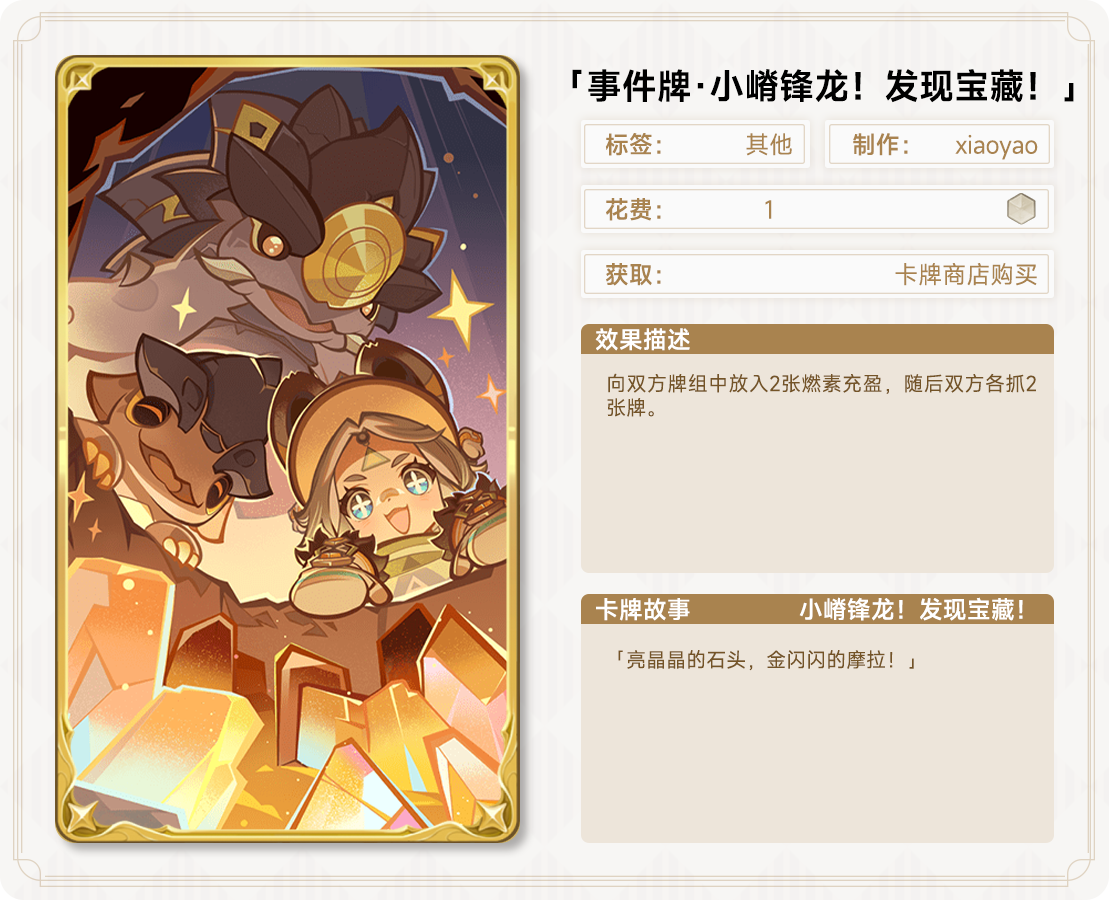 「事件牌·小嵴锋龙！发现宝藏！」
标签： 其他 制作： xiaoyao
花费： 1
获取： 卡牌商店购买
效果描述
向双方牌组中放入2张燃素充盈，随后双方各抓2
张牌。
卡牌故事 小嵴锋龙！发现宝藏！
「亮晶晶的石头，金闪闪的摩拉！」